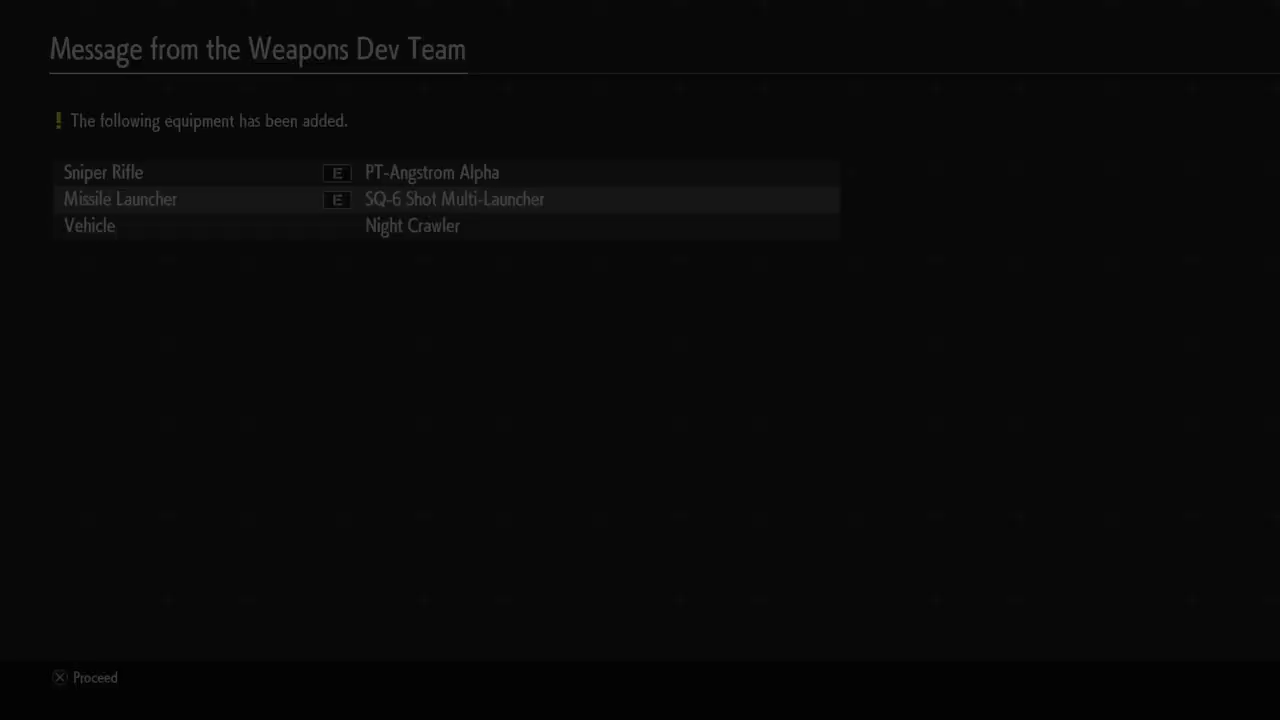 Message from the Weapons Dev Team
! The following equipment has been added.
Sniper Rifle E PT-Angstrom Alpha
Missile Launcher E SQ-6 Shot Multi-Launcher
Vehicle Night Crawler
Proceed